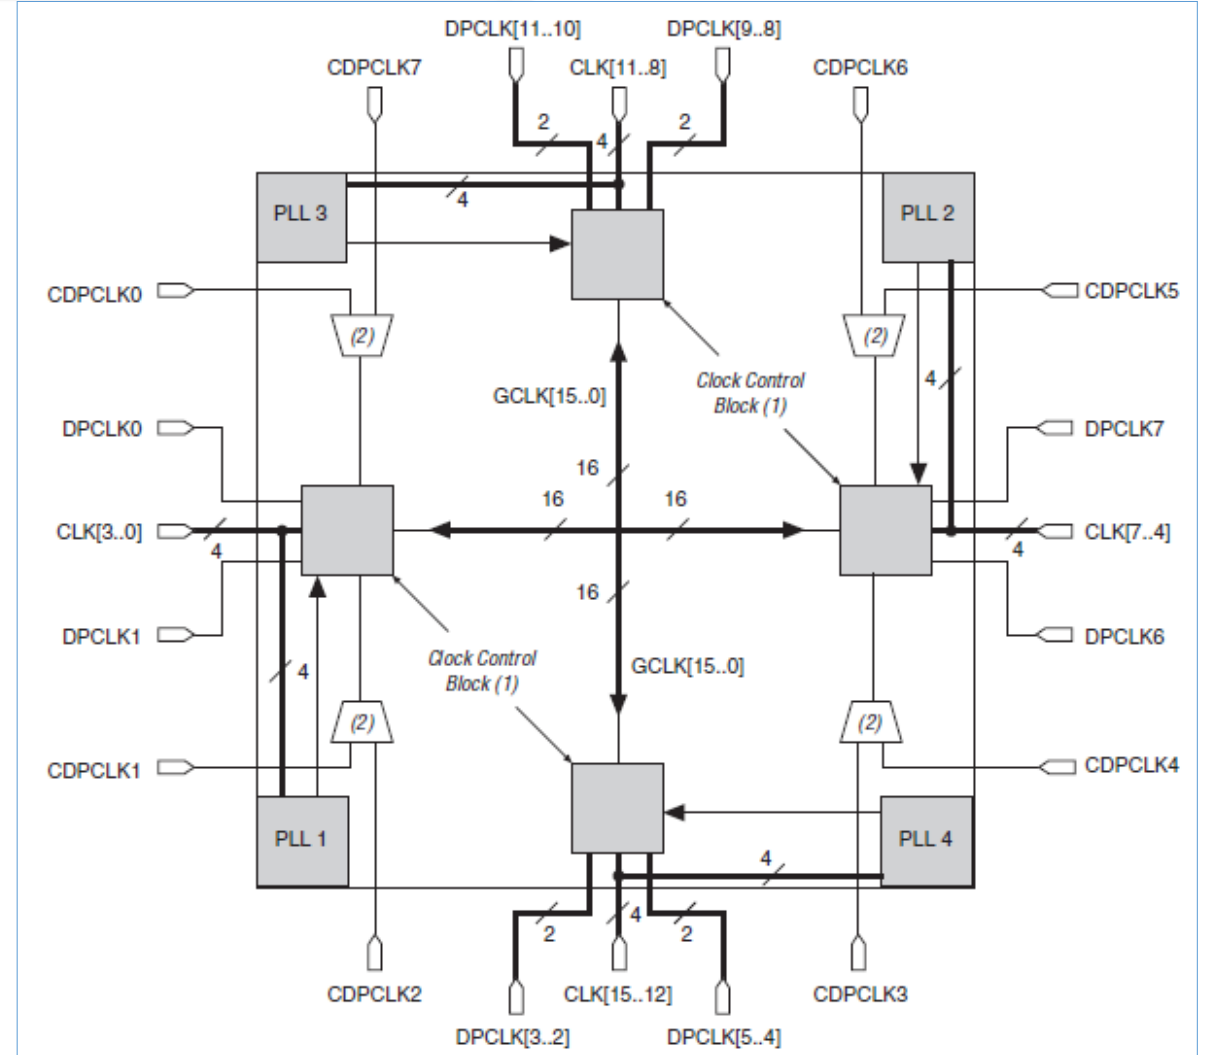 DPCLK[11..10]
DPCLK[9..8]
CDPCLK7
CLK[11..8]
CDPCLK6
2
4
2
4
PLL 3
PLL 2
CDPCLK0
CDPCLK5
(2)
(2)
4
Clock Control
Block (1)
GCLK[15..0]
DPCLK0
DPCLK7
16
16
16
CLK[3..0]
4
CLK[7..4]
4
16
DPCLK1
DPCLK6
Clock Control
Block (1)
GCLK[15..0]
4
(2)
(2)
CDPCLK1
CDPCLK4
PLL 1
PLL 4
4
2
4
2
CDPCLK2
CLK[15..12]
CDPCLK3
DPCLK[3..2]
DPCLK[5..4]